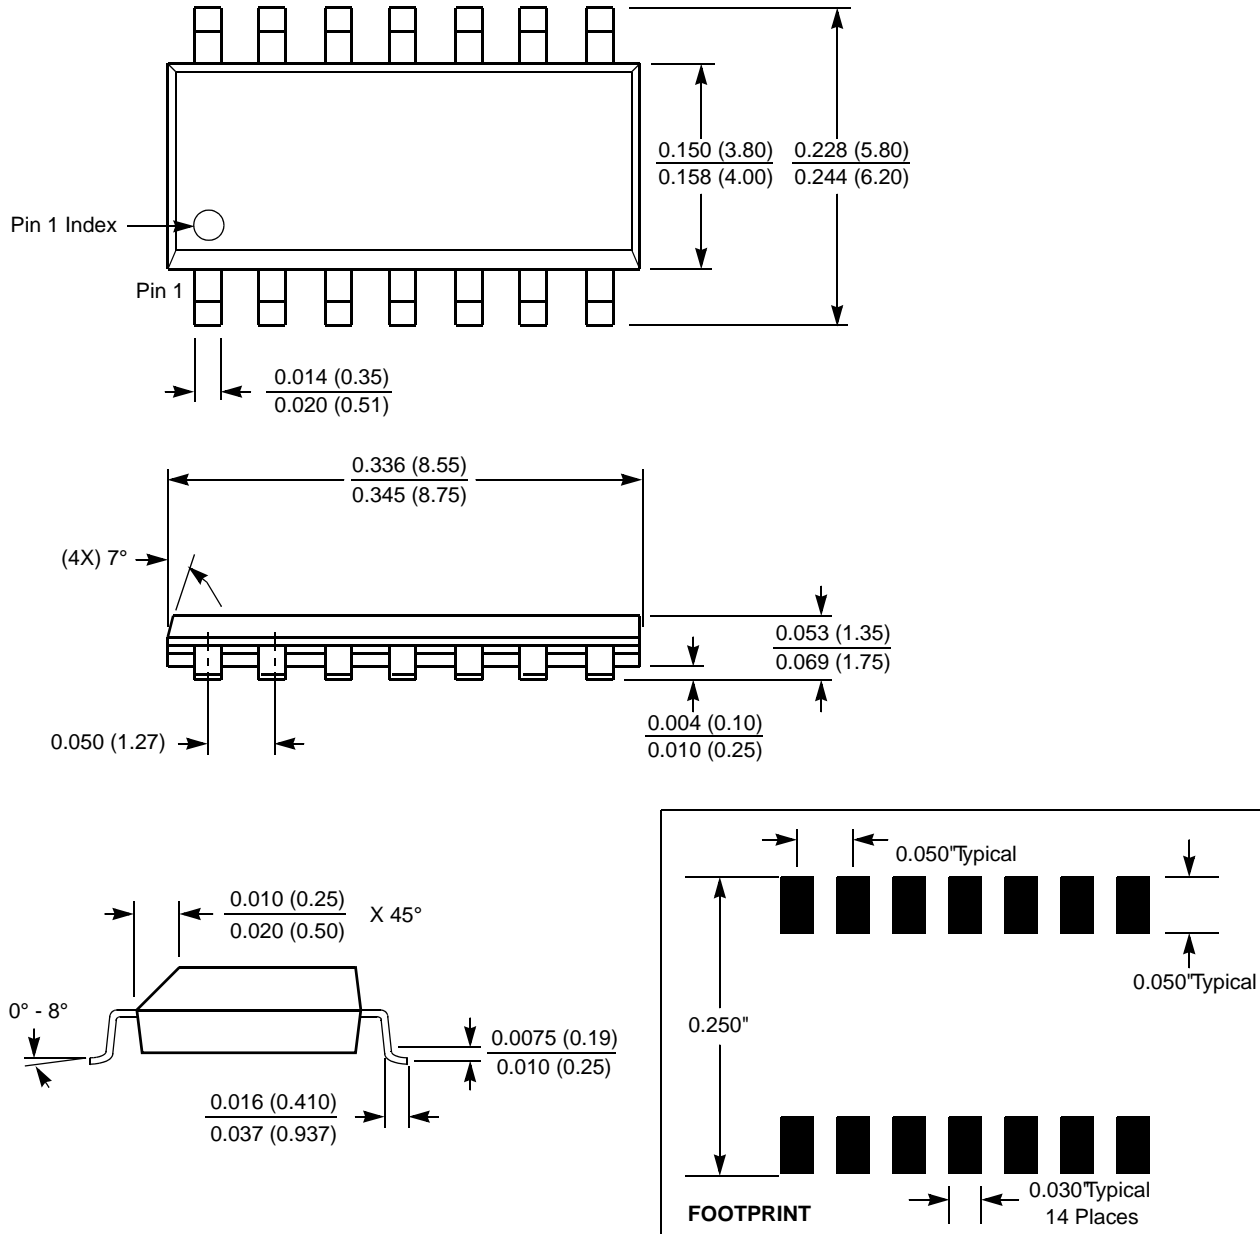 0.150 (3.80)
0.158 (4.00)
0.228 (5.80)
0.244 (6.20)
Pin 1 Index
Pin 1
0.014 (0.35)
0.020 (0.51)
0.336 (8.55)
0.345 (8.75)
(4X) 7°
0.053 (1.35)
0.069 (1.75)
0.004 (0.10)
0.010 (0.25)
0.050 (1.27)
0.010 (0.25)
0.020 (0.50)
X 45°
0° - 8°
0.0075 (0.19)
0.010 (0.25)
0.016 (0.410)
0.037 (0.937)
0.050"Typical
0.050"Typical
0.250"
0.030"Typical
14 Places
FOOTPRINT